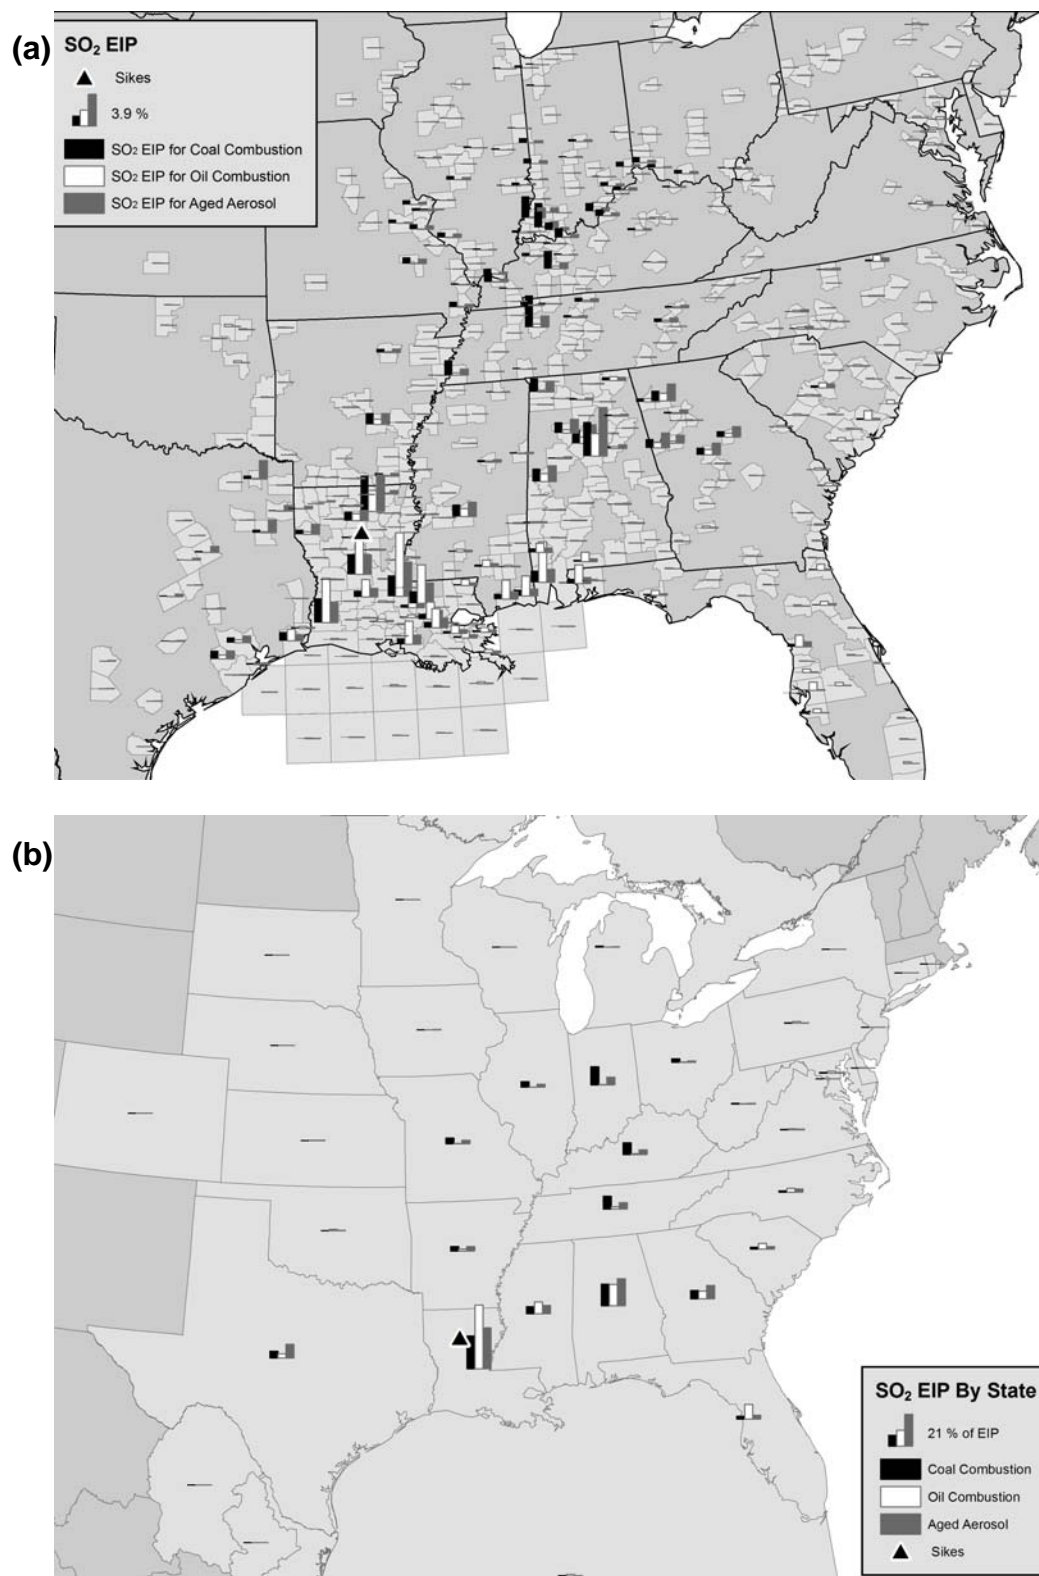 (a)
SO₂ EIP
Sikes
3.9 %
SO₂ EIP for Coal Combustion
SO₂ EIP for Oil Combustion
SO₂ EIP for Aged Aerosol
(b)
SO₂ EIP By State
21 % of EIP
Coal Combustion
Oil Combustion
Aged Aerosol
Sikes